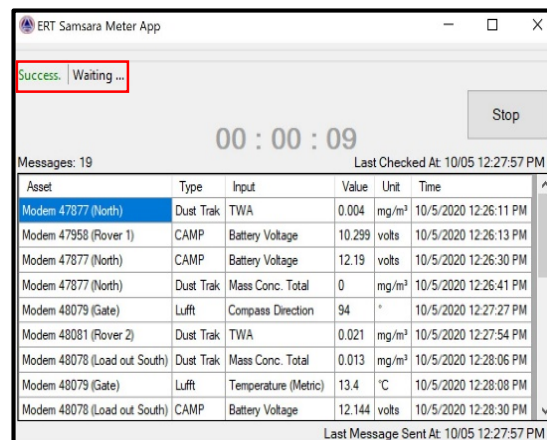 ERT Samsara Meter App
Success. Waiting ...
Stop
00 : 00 : 09
Messages: 19 Last Checked At: 10/05 12:27:57 PM
Asset Type Input Value Unit Time
Modem 47877 (North) Dust Trak TWA 0.004 mg/m³ 10/5/2020 12:26:11 PM
Modem 47958 (Rover 1) CAMP Battery Voltage 10.299 volts 10/5/2020 12:26:13 PM
Modem 47877 (North) CAMP Battery Voltage 12.19 volts 10/5/2020 12:26:30 PM
Modem 47877 (North) Dust Trak Mass Conc. Total 0 mg/m³ 10/5/2020 12:26:41 PM
Modem 48079 (Gate) Lufft Compass Direction 94 ° 10/5/2020 12:27:27 PM
Modem 48081 (Rover 2) Dust Trak TWA 0.021 mg/m³ 10/5/2020 12:27:54 PM
Modem 48078 (Load out South) Dust Trak Mass Conc. Total 0.013 mg/m³ 10/5/2020 12:28:06 PM
Modem 48079 (Gate) Lufft Temperature (Metric) 13.4 °C 10/5/2020 12:28:08 PM
Modem 48078 (Load out South) CAMP Battery Voltage 12.144 volts 10/5/2020 12:28:30 PM
Last Message Sent At: 10/05 12:27:57 PM